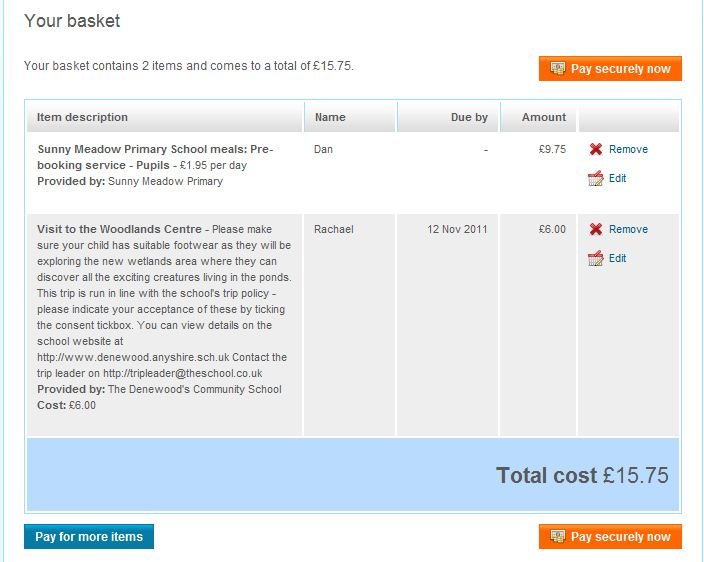 Your basket
Your basket contains 2 items and comes to a total of £15.75.
Pay securely now
Item description Name Due by Amount
Sunny Meadow Primary School meals: Pre-
booking service - Pupils - £1.95 per day
Provided by: Sunny Meadow Primary
Dan
-
£9.75
Remove
Edit
Visit to the Woodlands Centre - Please make
sure your child has suitable footwear as they will be
exploring the new wetlands area where they can
discover all the exciting creatures living in the ponds.
This trip is run in line with the school's trip policy -
please indicate your acceptance of these by ticking
the consent tickbox. You can view details on the
school website at
http://www.denewood.anyshire.sch.uk Contact the
trip leader on http://tripleader@theschool.co.uk
Provided by: The Denewood's Community School
Cost: £6.00
Rachael
12 Nov 2011
£6.00
Remove
Edit
Total cost £15.75
Pay for more items
Pay securely now